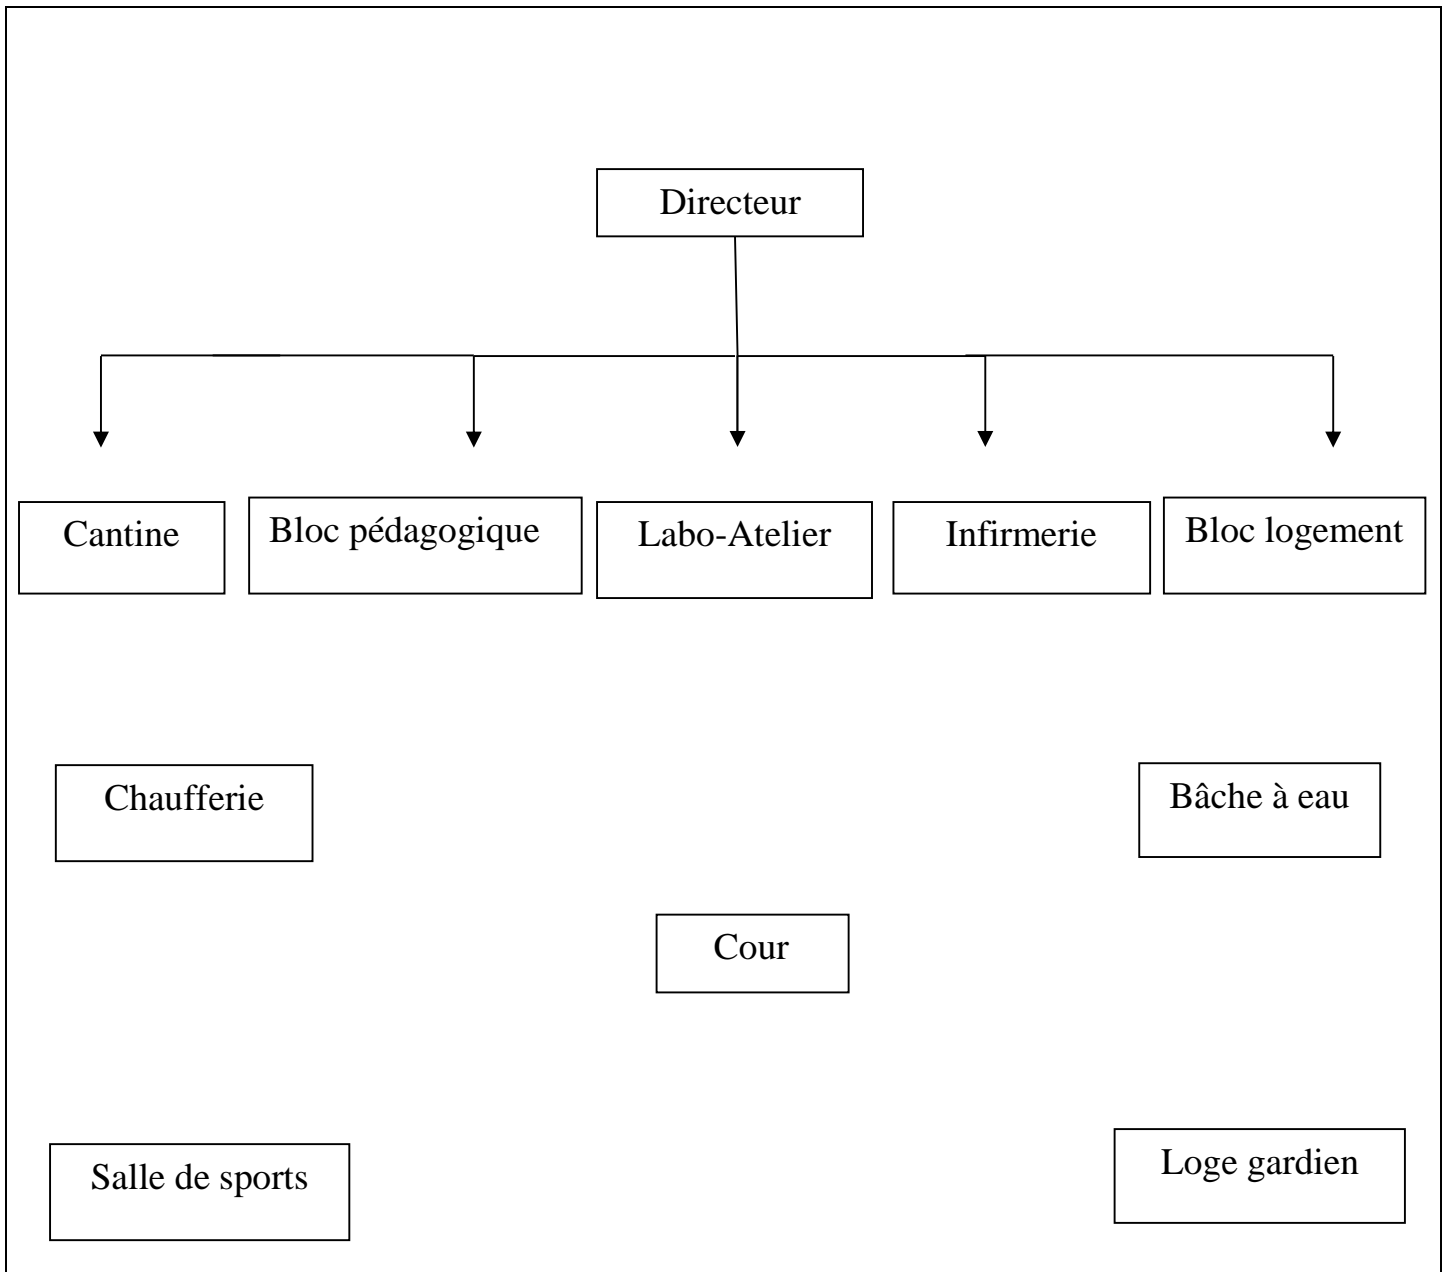 Directeur
Cantine
Bloc pédagogique
Labo-Atelier
Infirmerie
Bloc logement
Chaufferie
Bâche à eau
Cour
Salle de sports
Loge gardien